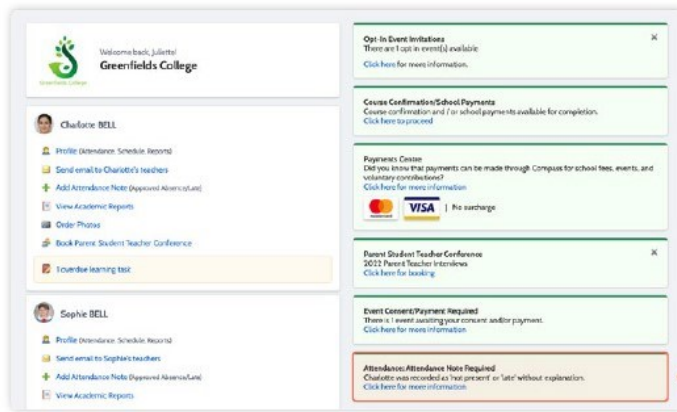 Welcome back, Juliette!
Greenfields College
Greenfields College
Charlotte BELL
Profile (Attendance, Schedule, Reports)
Send email to Charlotte's teachers
Add Attendance Note (Approved Absence/Late)
View Academic Reports
Order Photos
Book Parent Student Teacher Conference
1 overdue learning task
Sophie BELL
Profile (Attendance, Schedule, Reports)
Send email to Sophie's teachers
Add Attendance Note (Approved Absence/Late)
View Academic Reports
Opt-In Event Invitations
There are 1 opt in event(s) available
Click here for more information.
Course Confirmation/School Payments
Course confirmation and / or school payments available for completion.
Click here to proceed
Payments Centre
Did you know that payments can be made through Compass for school fees, events, and
voluntary contributions?
Click here for more information
VISA | No surcharge
Parent Student Teacher Conference
2022 Parent Teacher Interviews
Click here for booking
Event Consent/Payment Required
There is 1 event awaiting your consent and/or payment.
Click here for more information
Attendance: Attendance Note Required
Charlotte was recorded as 'not present' or 'late' without explanation.
Click here for more information